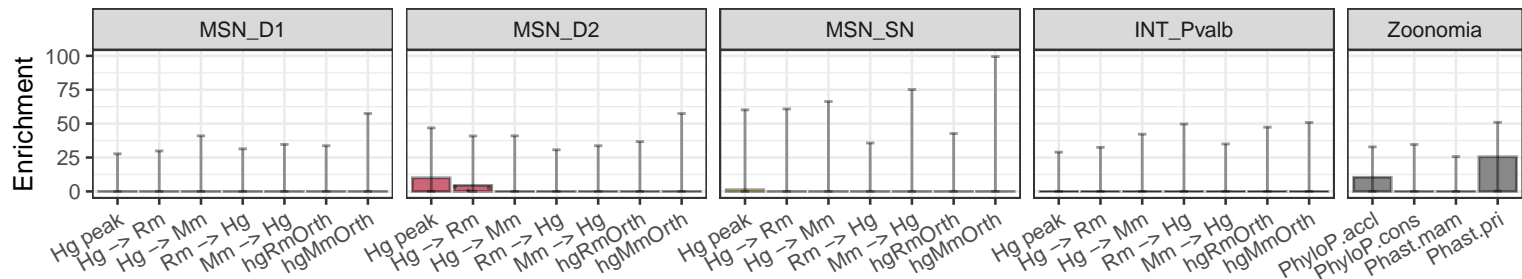 MSN_D1 MSN_D2 MSN_SN INT_Pvalb Zoonomia
Enrichment
100
75
50
25
0
Hg peak Hg -> Rm Hg -> Mm Rm -> Hg Mm -> Hg hgRmOrth hgMmOrth
Hg peak Hg -> Rm Hg -> Mm Rm -> Hg Mm -> Hg hgRmOrth hgMmOrth
Hg peak Hg -> Rm Hg -> Mm Rm -> Hg Mm -> Hg hgRmOrth hgMmOrth
Hg peak Hg -> Rm Hg -> Mm Rm -> Hg Mm -> Hg hgRmOrth hgMmOrth
PhyloP.accl PhyloP.cons Phast.mam Phast.pri